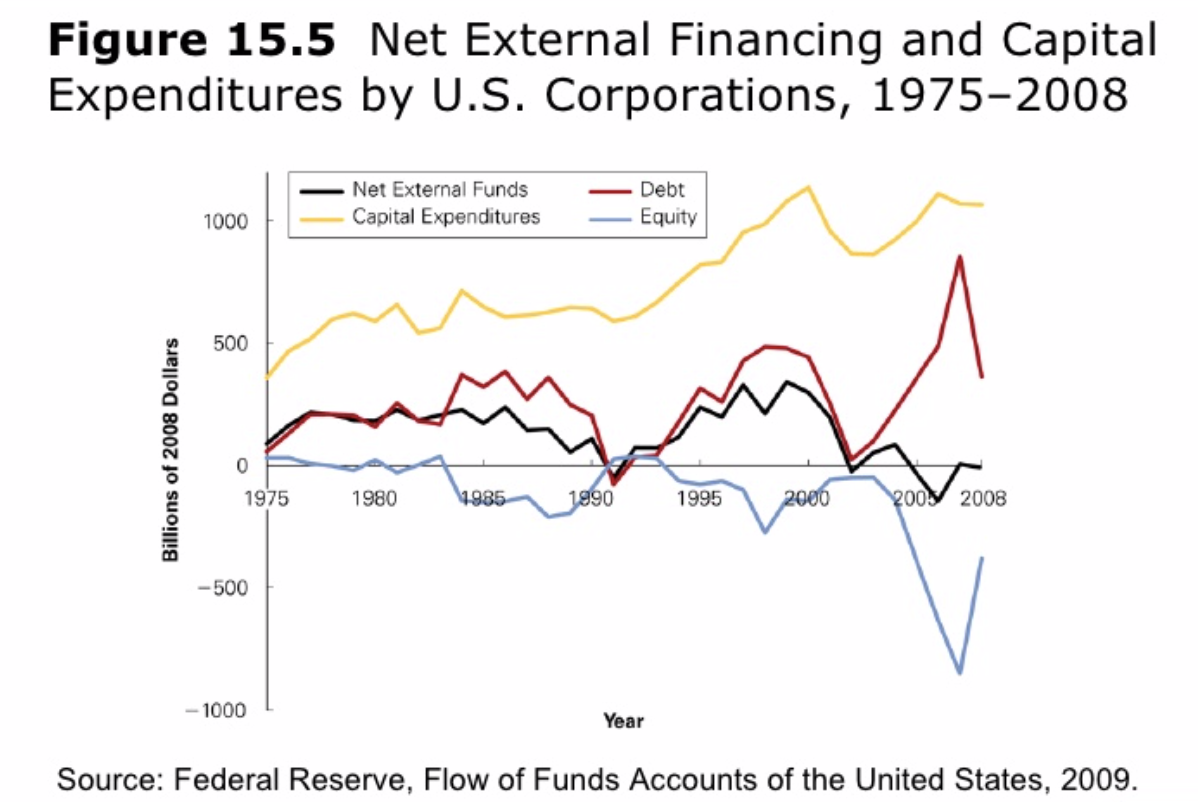 Figure 15.5 Net External Financing and Capital
Expenditures by U.S. Corporations, 1975–2008
Net External Funds
Debt
Capital Expenditures
Equity
Billions of 2008 Dollars
1000
500
0
−500
−1000
1975 1980 1985 1990 1995 2000 2005 2008
Year
Source: Federal Reserve, Flow of Funds Accounts of the United States, 2009.